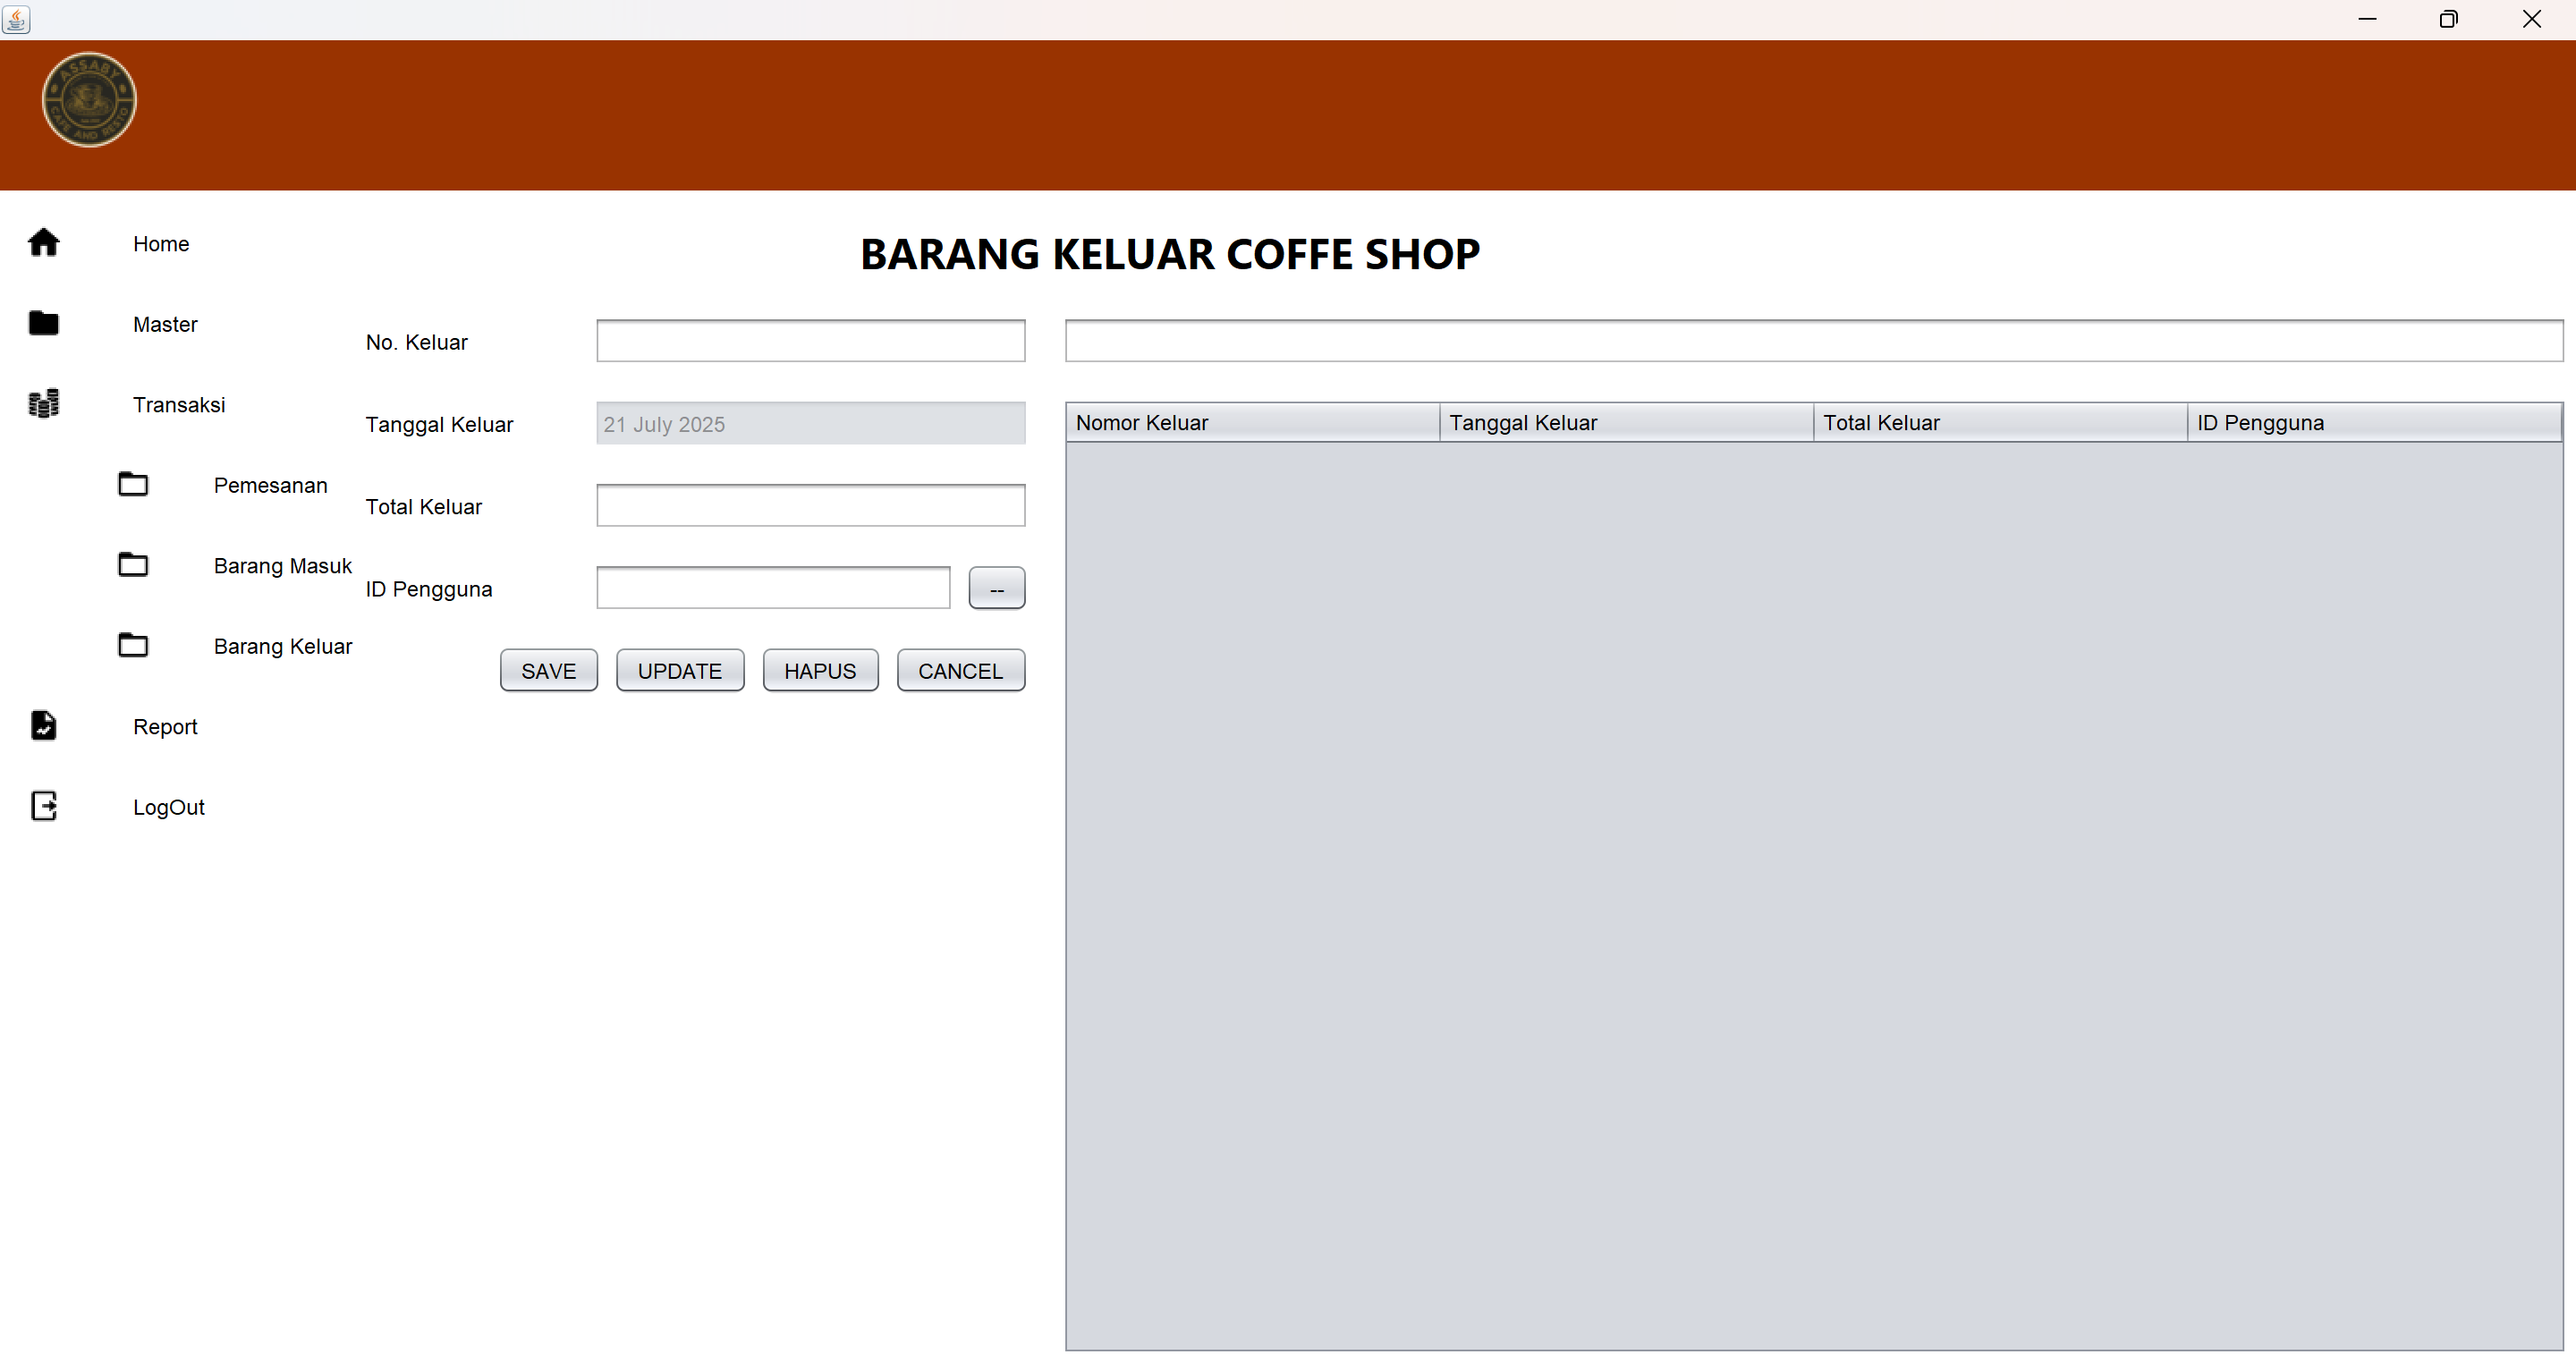 ASSABY
CAFE AND RESTO
Home
BARANG KELUAR COFFE SHOP
Master
No. Keluar
Transaksi
Tanggal Keluar
21 July 2025
Nomor Keluar
Tanggal Keluar
Total Keluar
ID Pengguna
Pemesanan
Total Keluar
Barang Masuk
ID Pengguna
--
Barang Keluar
SAVE
UPDATE
HAPUS
CANCEL
Report
LogOut